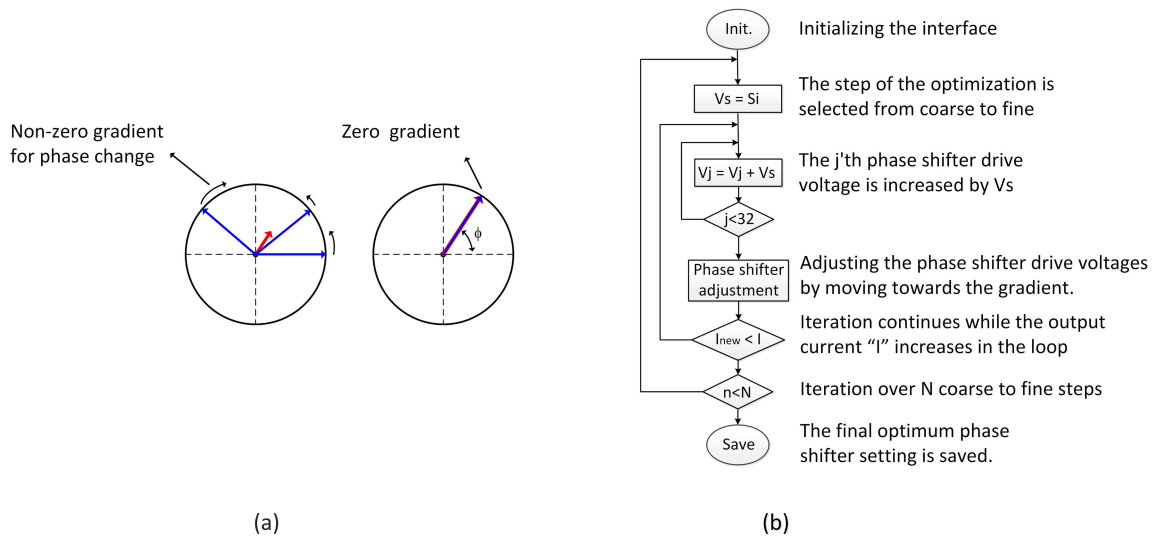 Non-zero gradient
for phase change
Zero gradient
ϕ
(a)
Init.
Initializing the interface
Vs = Si
The step of the optimization is
selected from coarse to fine
Vj = Vj + Vs
The j'th phase shifter drive
voltage is increased by Vs
j<32
Phase shifter
adjustment
Adjusting the phase shifter drive voltages
by moving towards the gradient.
Inew < I
Iteration continues while the output
current “I” increases in the loop
n<N
Iteration over N coarse to fine steps
Save
The final optimum phase
shifter setting is saved.
(b)